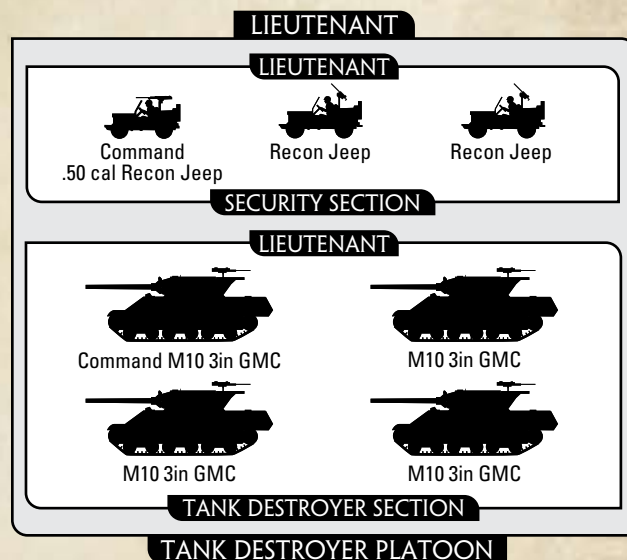 LIEUTENANT
LIEUTENANT
Command
.50 cal Recon Jeep
Recon Jeep
Recon Jeep
SECURITY SECTION
LIEUTENANT
Command M10 3in GMC
M10 3in GMC
M10 3in GMC
M10 3in GMC
TANK DESTROYER SECTION
TANK DESTROYER PLATOON